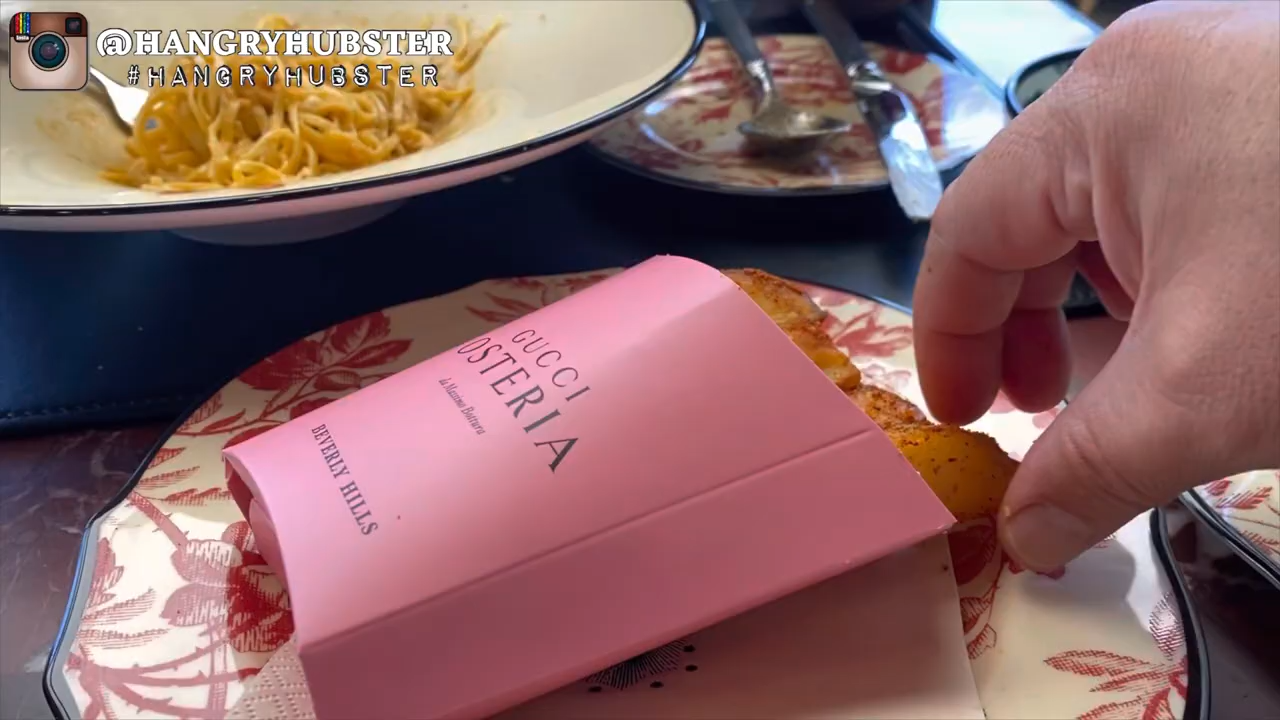 @HANGRYHUBSTER
#HANGRYHUBSTER
GUCCI
OSTERIA
da Massimo Bottura
BEVERLY HILLS